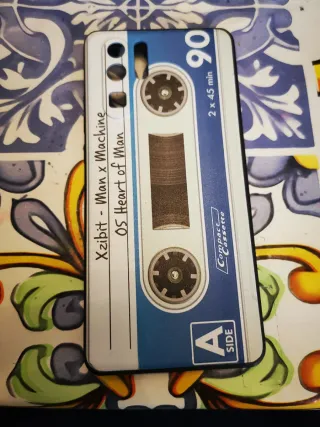 Xzibit - Man x Machine
05 Heart of Man
90
2 x 45 min
Compact
Cassette
A
SIDE